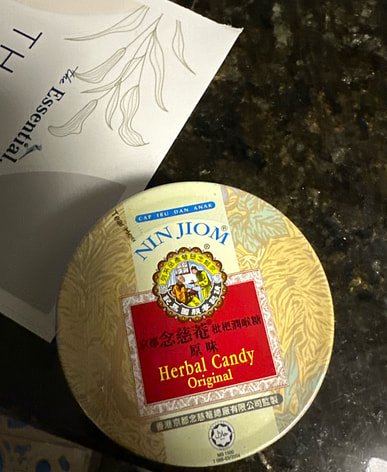 TH
the Essential
CAP IBU DAN ANAK
NIN JIOM®
京都念慈菴®枇杷潤喉糖
原味
Herbal Candy
Original
香港京都念慈菴總廠有限公司監製